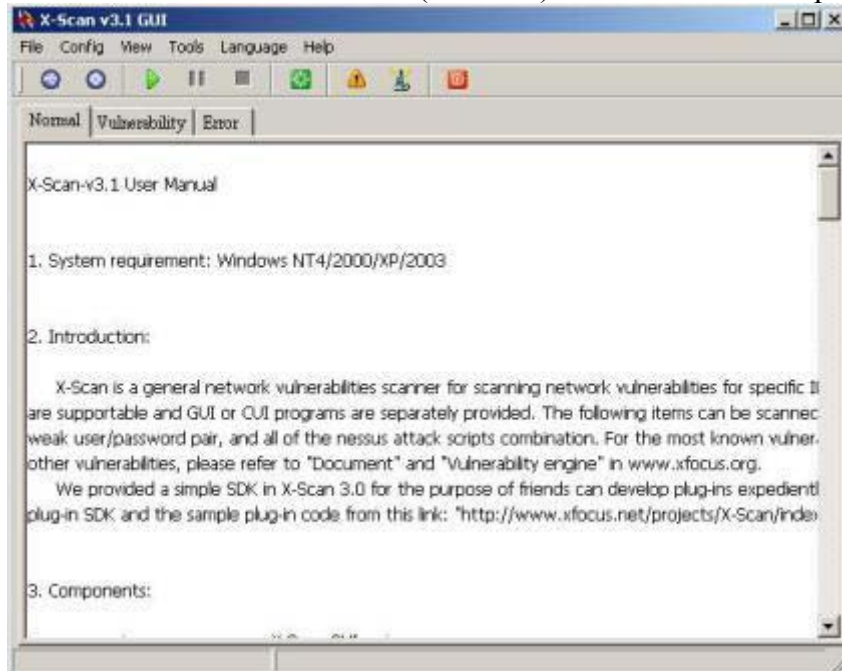 X-Scan v3.1 GUI
File Config View Tools Language Help
Normal Vulnerability Error
X-Scan-v3.1 User Manual
1. System requirement: Windows NT4/2000/XP/2003
2. Introduction:
X-Scan is a general network vulnerabilities scanner for scanning network vulnerabilities for specific
are supportable and GUI or CUI programs are separately provided. The following items can be scannec
weak user/password pair, and all of the nessus attack scripts combination. For the most known vulner
other vulnerabilities, please refer to "Document" and "Vulnerability engine" in www.xfocus.org.
We provided a simple SDK in X-Scan 3.0 for the purpose of friends can develop plug-ins expedientl
plug-in SDK and the sample plug-in code from this link: "http://www.xfocus.net/projects/X-Scan/inde
3. Components: